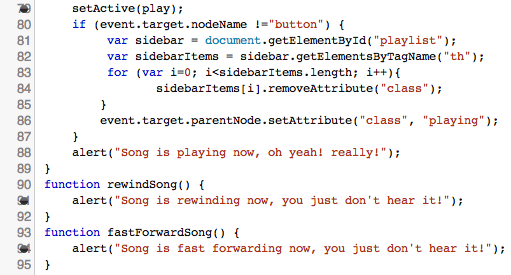 79 setActive(play);
80 if (event.target.nodeName !="button") {
81 var sidebar = document.getElementById("playlist");
82 var sidebarItems = sidebar.getElementsByTagName("th");
83 for (var i=0; i<sidebarItems.length; i++){
84 sidebarItems[i].removeAttribute("class");
85 }
86 event.target.parentNode.setAttribute("class", "playing");
87 }
88 alert("Song is playing now, oh yeah! really!");
89 }
90 function rewindSong() {
alert("Song is rewinding now, you just don't hear it!");
92 }
93 function fastForwardSong() {
alert("Song is fast forwarding now, you just don't hear it!");
95 }